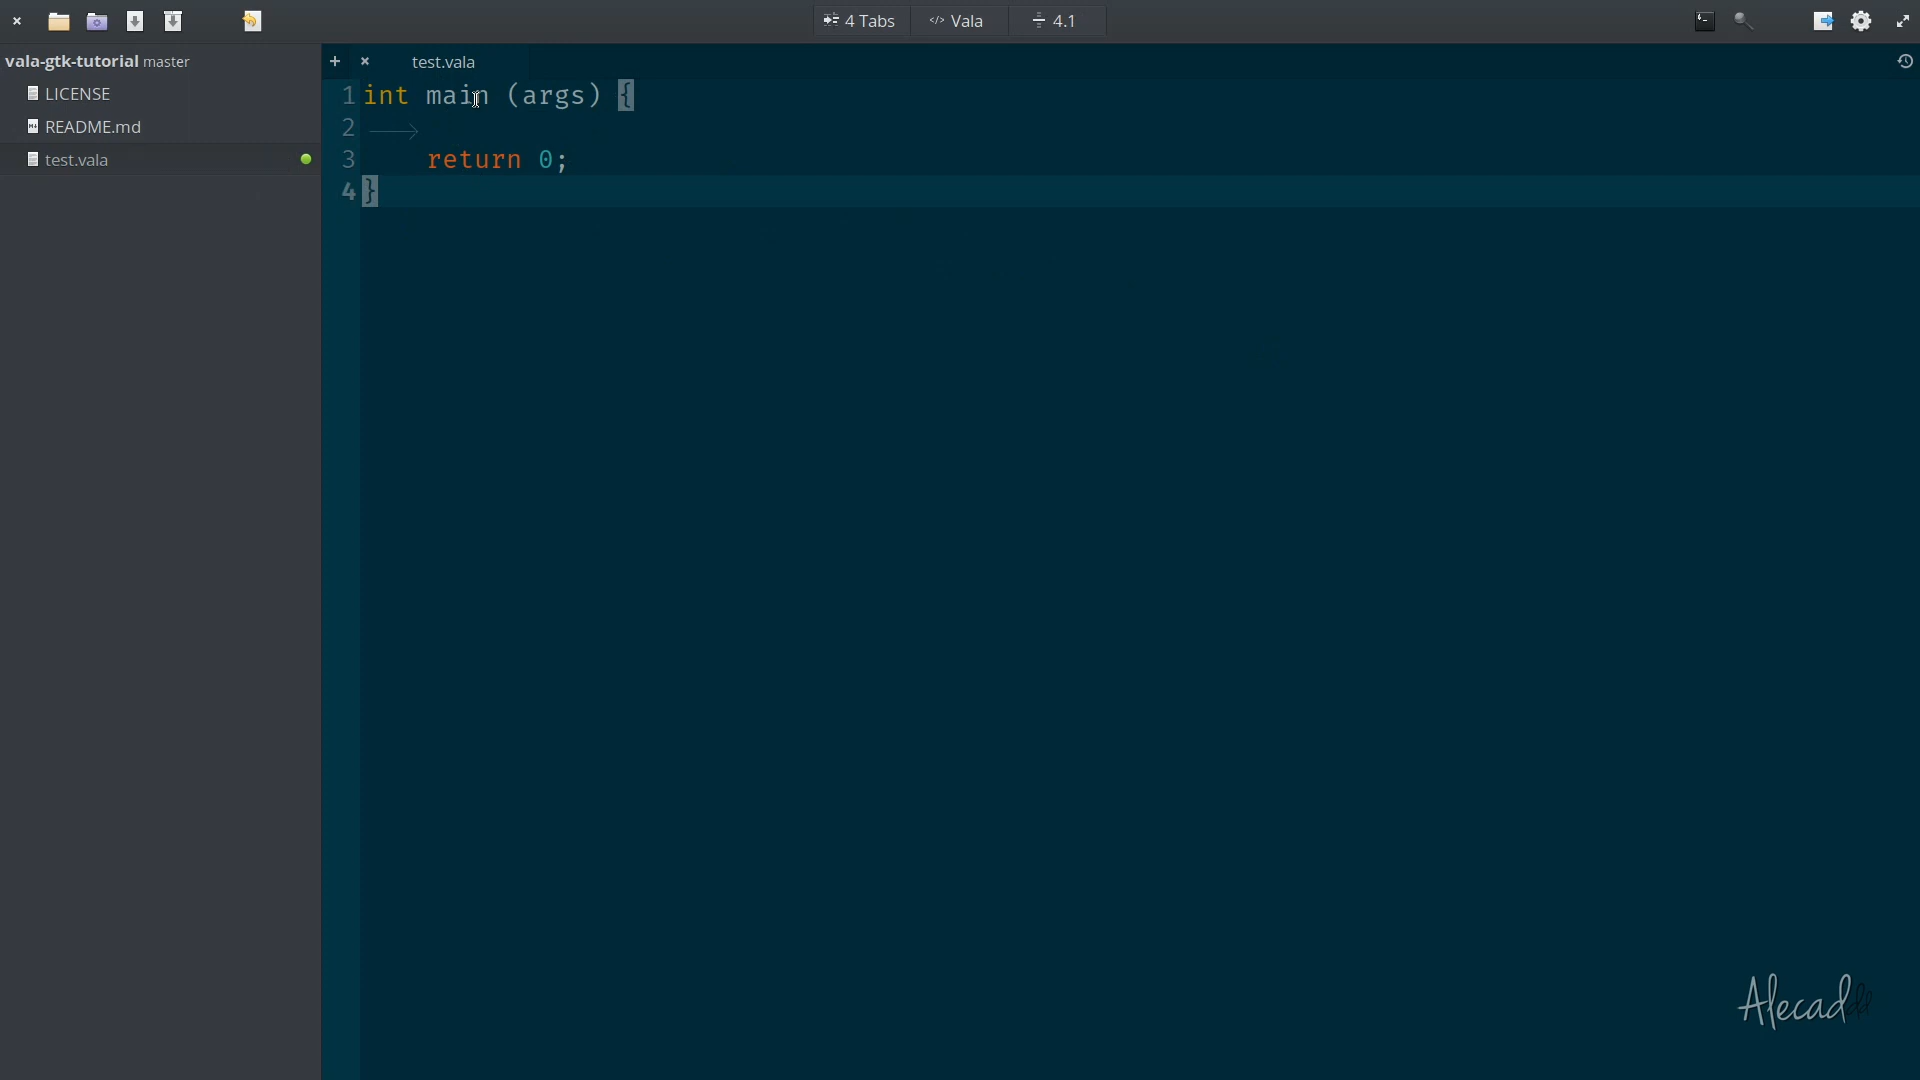 4 Tabs
</> Vala
4.1
vala-gtk-tutorial master
LICENSE
README.md
test.vala
+ × test.vala
1 int main (args) {
2
3 return 0;
4 }
Alecaddd